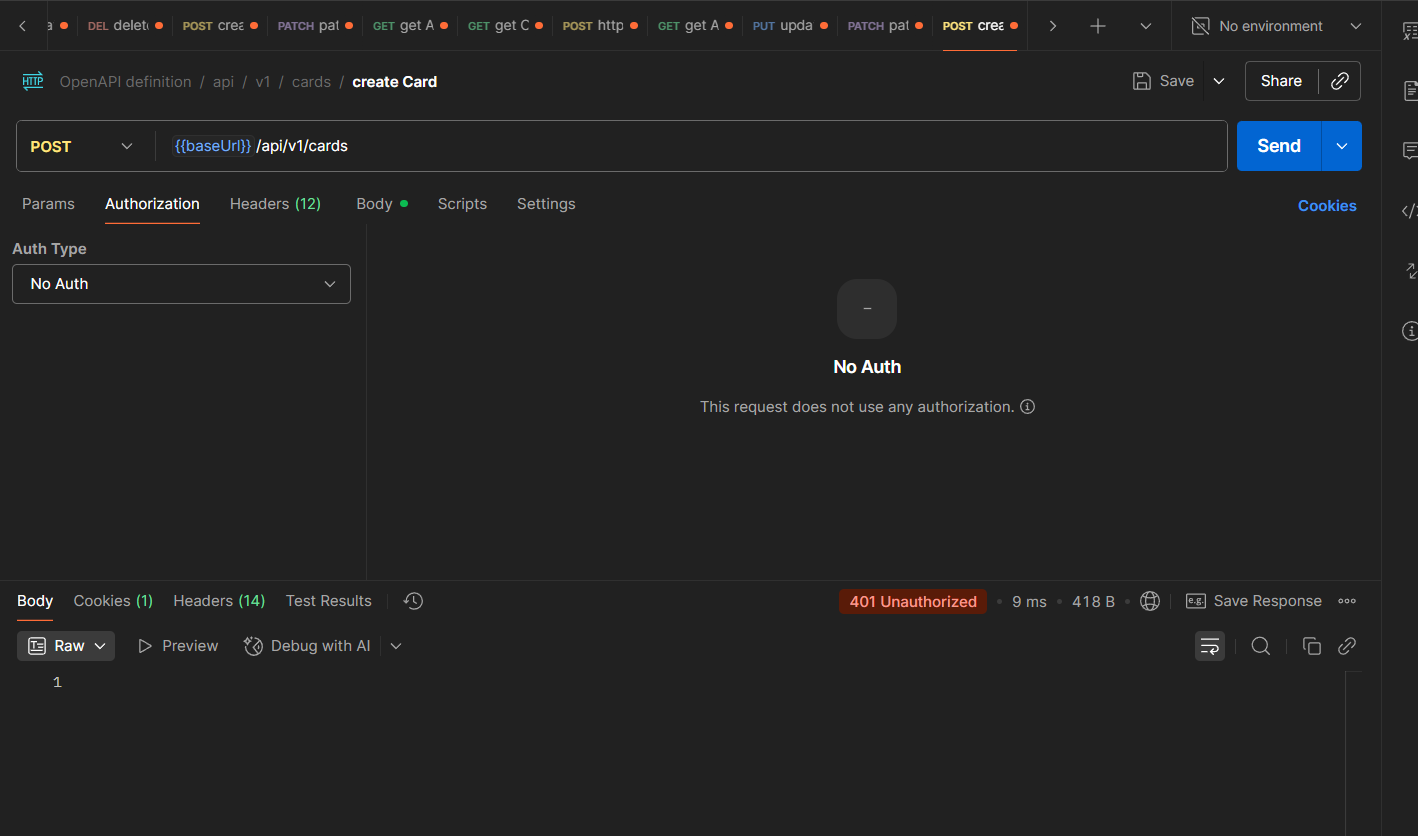 a DEL delete POST crea PATCH pat GET get A GET get C POST http GET get A PUT upda PATCH pat POST crea No environment
HTTP OpenAPI definition / api / v1 / cards / create Card Save Share
POST {{baseUrl}} /api/v1/cards Send
Params Authorization Headers (12) Body Scripts Settings Cookies
Auth Type
No Auth
No Auth
This request does not use any authorization.
Body Cookies (1) Headers (14) Test Results 401 Unauthorized 9 ms 418 B e.g. Save Response
Raw Preview Debug with AI
1